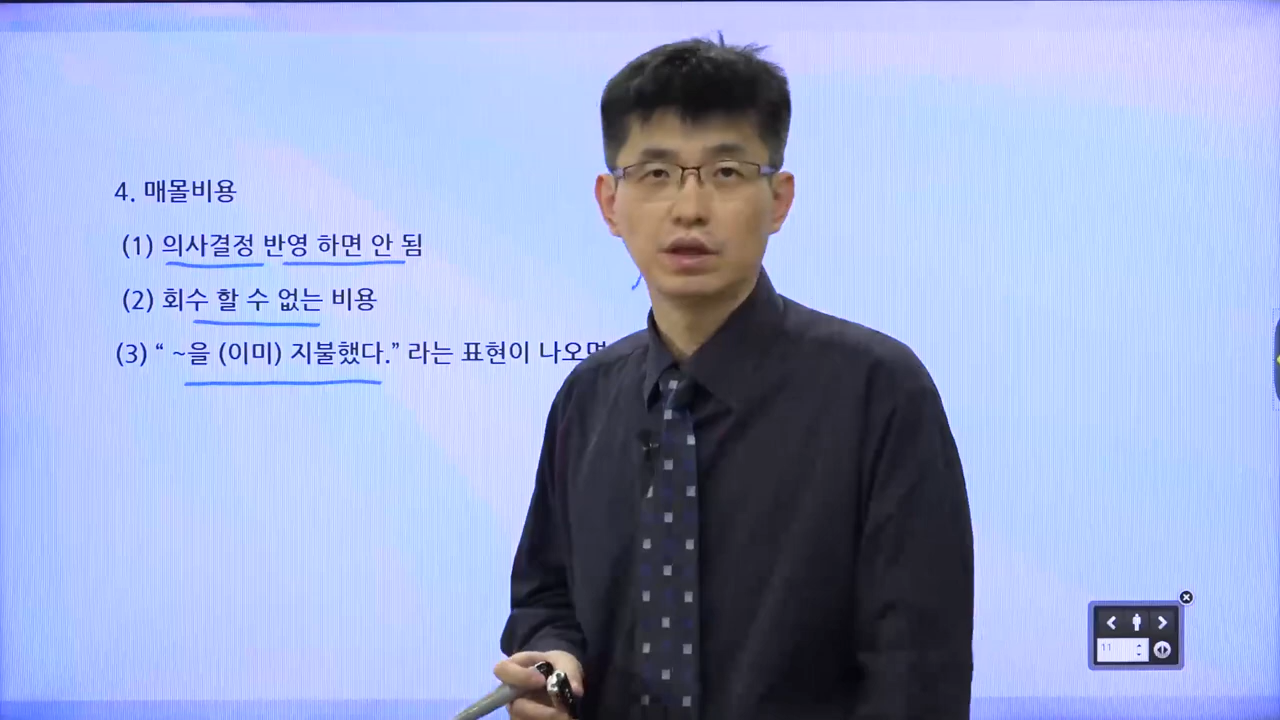 4. 매몰비용
(1) 의사결정 반영 하면 안 됨
(2) 회수 할 수 없는 비용
(3) “ ~을 (이미) 지불했다.” 라는 표현이 나오면
11